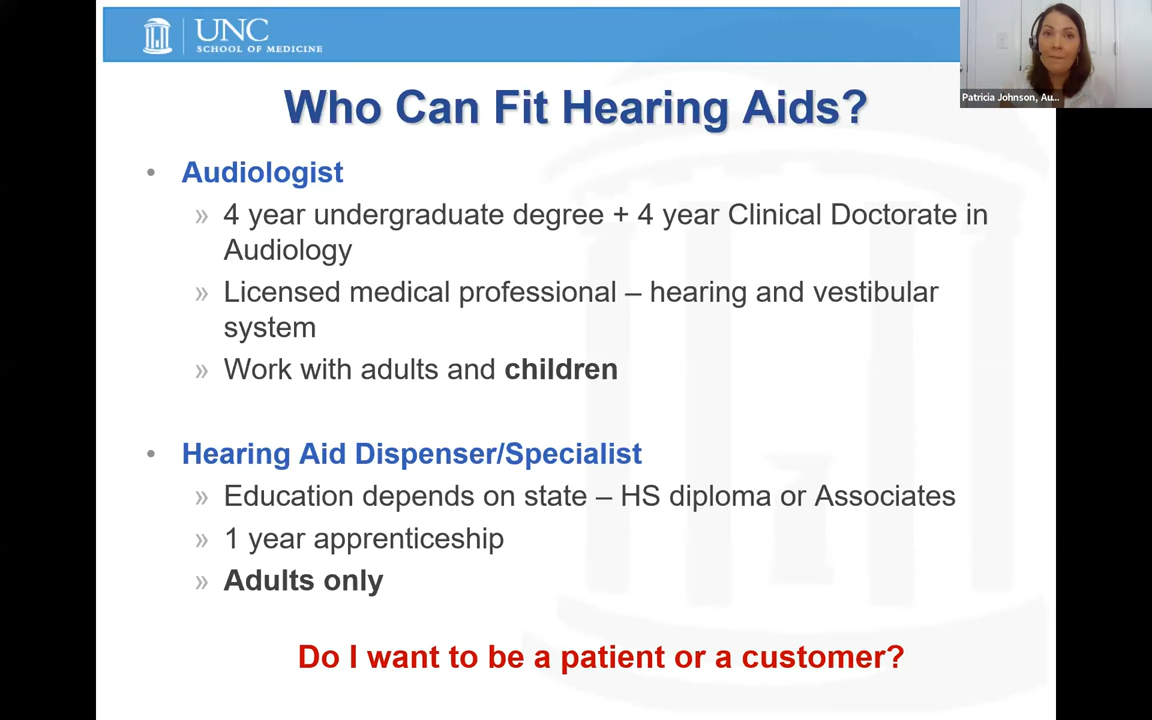 UNC
SCHOOL OF MEDICINE
Patricia Johnson, Au...
Who Can Fit Hearing Aids?
• Audiologist
» 4 year undergraduate degree + 4 year Clinical Doctorate in
Audiology
» Licensed medical professional – hearing and vestibular
system
» Work with adults and children
• Hearing Aid Dispenser/Specialist
» Education depends on state – HS diploma or Associates
» 1 year apprenticeship
» Adults only
Do I want to be a patient or a customer?